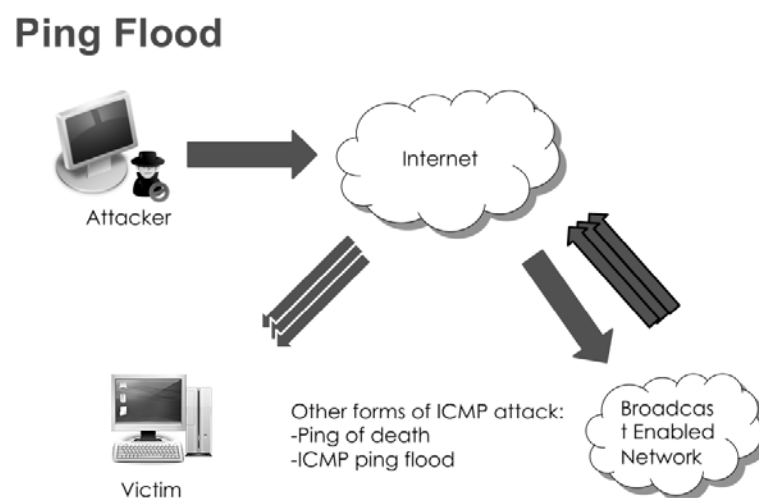 Ping Flood
Internet
Attacker
Other forms of ICMP attack:
-Ping of death
-ICMP ping flood
Broadcas
t Enabled
Network
Victim